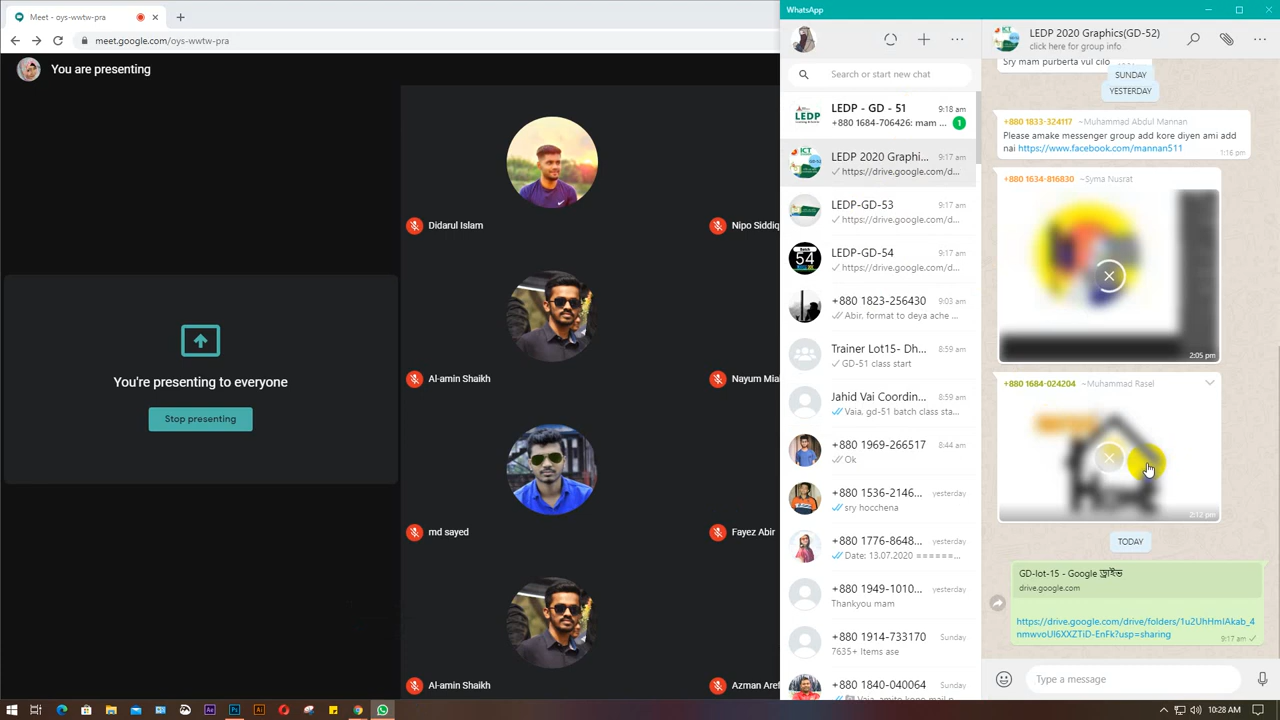 Meet - oys-wwtw-pra
meet.google.com/oys-wwtw-pra
You are presenting
You're presenting to everyone
Stop presenting
Didarul Islam
Nipo Siddiq
Al-amin Shaikh
Nayum Mia
md sayed
Fayez Abir
Al-amin Shaikh
Azman Aref
WhatsApp
Search or start new chat
LEDP - GD - 51 9:18 am
+880 1684-706426: mam ... 1
LEDP 2020 Graphi... 9:17 am
https://drive.google.com/d...
LEDP-GD-53 9:17 am
https://drive.google.com/d...
LEDP-GD-54 9:17 am
https://drive.google.com/d...
+880 1823-256430 9:03 am
Abir, format to deya ache ...
Trainer Lot15- Dh... 8:59 am
GD-51 class start
Jahid Vai Coordin... 8:59 am
Vaia, gd-51 batch class sta...
+880 1969-266517 8:44 am
Ok
+880 1536-2146... yesterday
sry hocchena
+880 1776-8648... yesterday
Date: 13.07.2020 ======...
+880 1949-1010... yesterday
Thankyou mam
+880 1914-733170 Sunday
7635+ Items ase
+880 1840-040064 Sunday
LEDP 2020 Graphics(GD-52)
click here for group info
Sry mam purberta vul cilo
SUNDAY
YESTERDAY
+880 1833-324117 ~Muhammad Abdul Mannan
Please amake messenger group add kore diyen ami add
nai https://www.facebook.com/mannan511 1:16 pm
+880 1634-816830 ~Syma Nusrat
2:05 pm
+880 1684-024204 ~Muhammad Rasel
2:12 pm
TODAY
GD-lot-15 - Google ড্রাইভ
drive.google.com
https://drive.google.com/drive/folders/1u2UhHmIAkab_4
nmwvoUI6XXZTiD-EnFk?usp=sharing 9:17 am
Type a message
10:28 AM